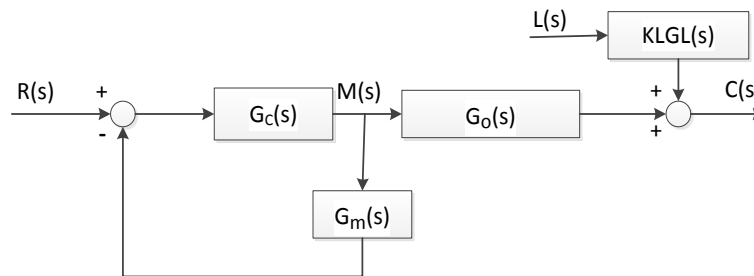 L(s)
KLGL(s)
R(s)
+
-
GC(s)
M(s)
Go(s)
+
+
C(s
Gm(s)